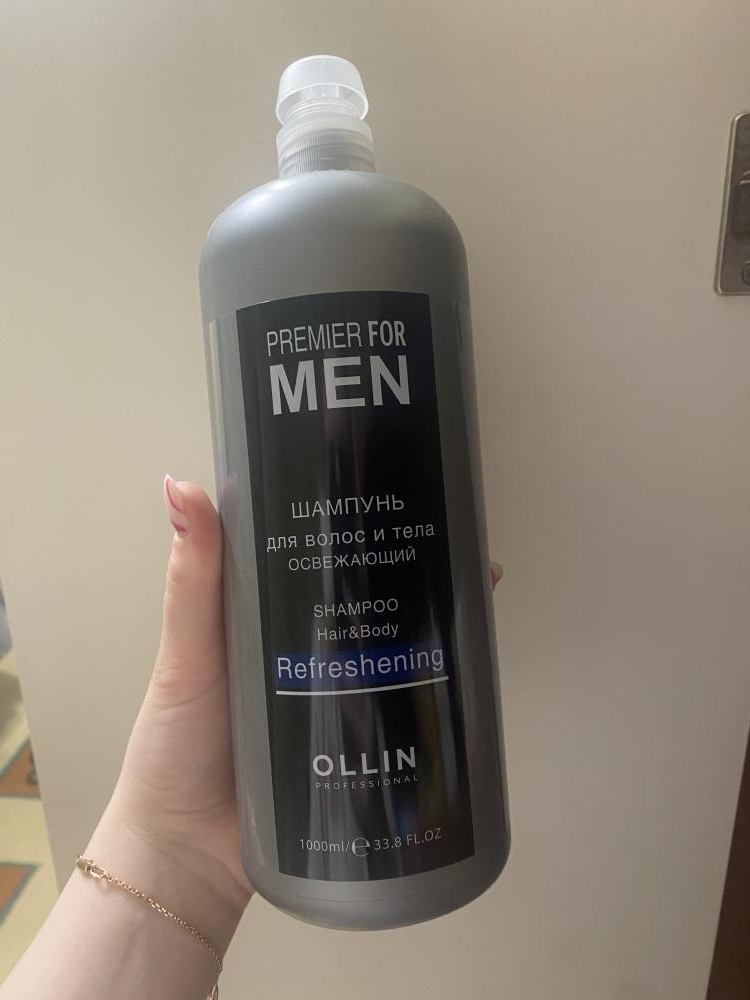 PREMIER FOR
MEN
ШАМПУНЬ
для волос и тела
ОСВЕЖАЮЩИЙ
SHAMPOO
Hair&Body
Refreshening
OLLIN
PROFESSIONAL
1000ml/℮ 33.8 FL.OZ